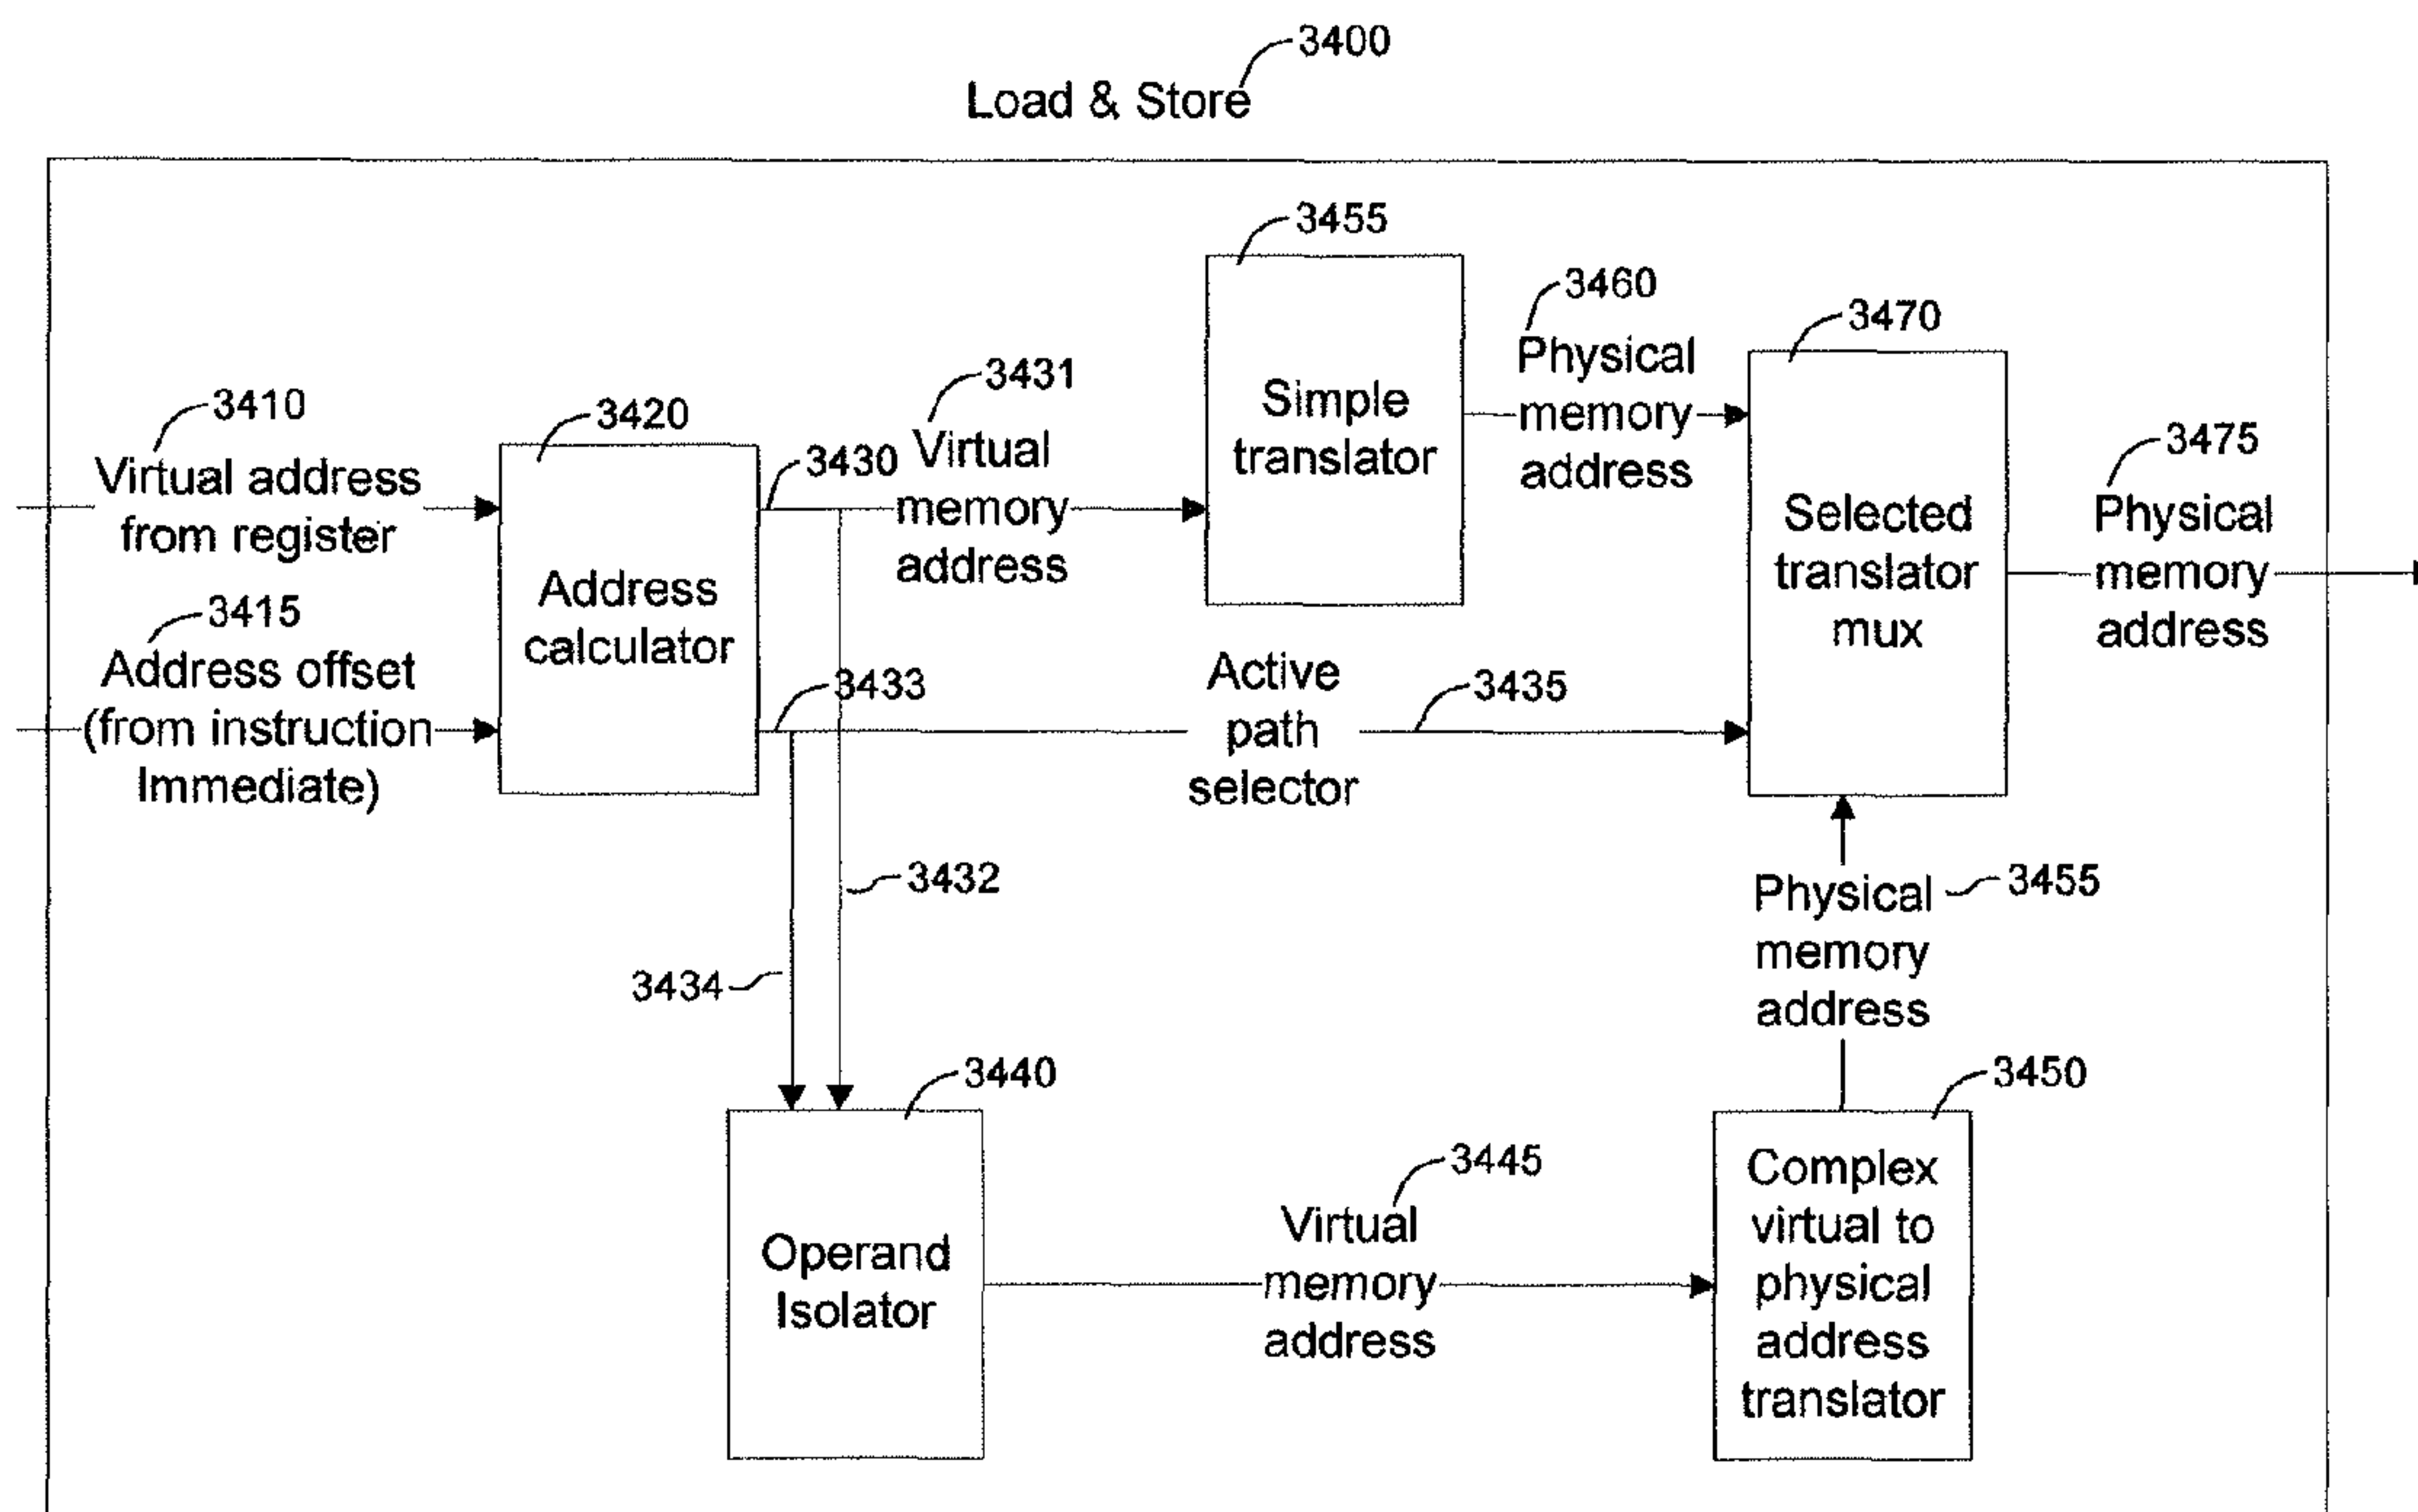 3400
Load & Store
3455
3460
Physical
memory
address
3470
3431
Virtual
memory
address
3410
Virtual address
from register
3420
3430
Simple
translator
3475
Physical
memory
address
Selected
translator
mux
Address
calculator
3415
Address offset
(from instruction
Immediate)
3433
Active
path
selector
3435
3432
3434
Physical
memory
address
3455
3440
Operand
Isolator
3445
Virtual
memory
address
3450
Complex
virtual to
physical
address
translator